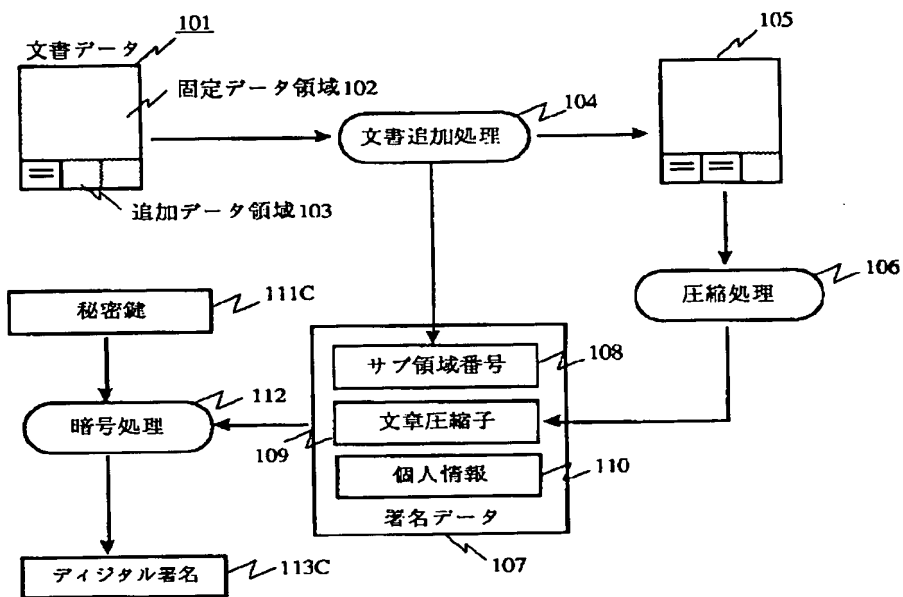 101
文書データ
固定データ領域102
追加データ領域103
文書追加処理
104
105
圧縮処理
106
秘密鍵
111C
暗号処理
112
サブ領域番号
108
文章圧縮子
109
個人情報
110
署名データ
107
ディジタル署名
113C